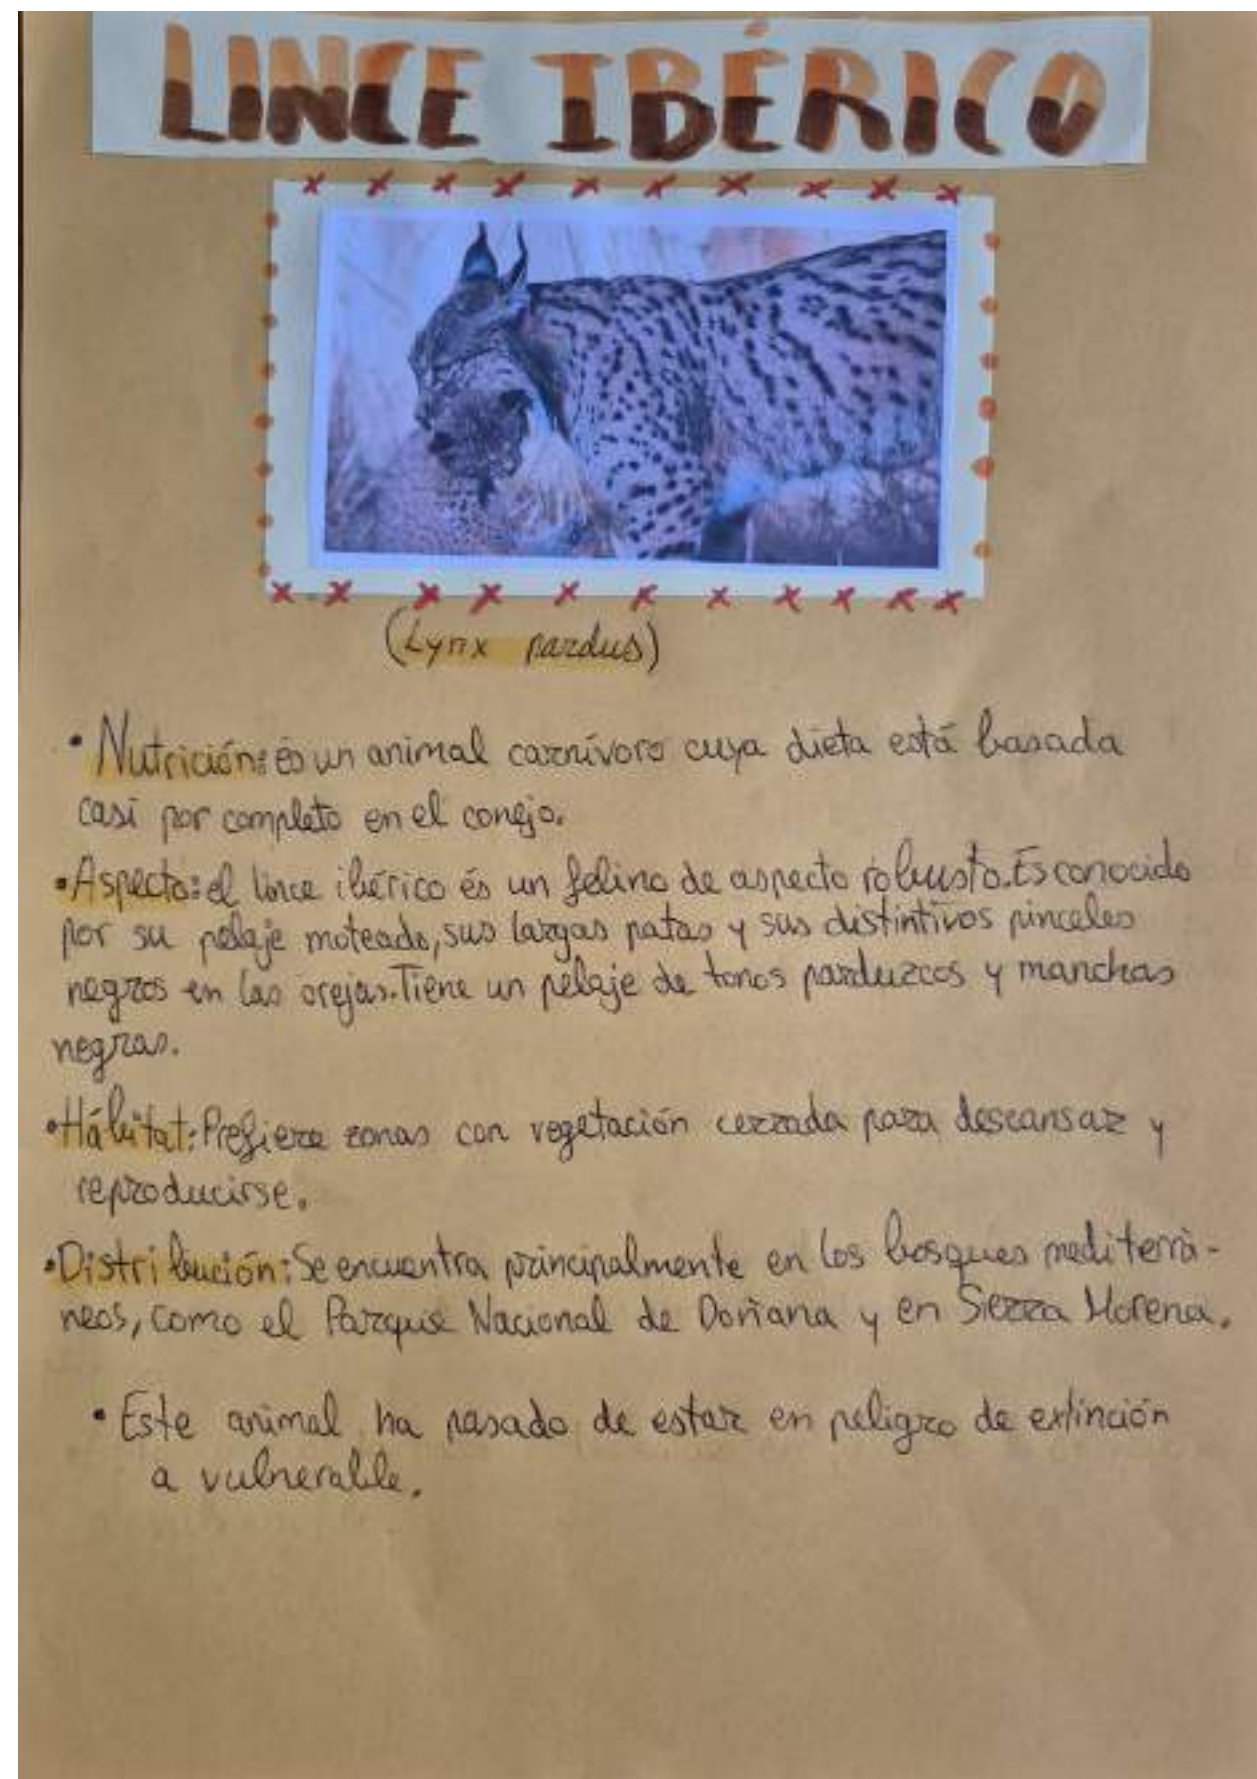 LINCE IBÉRICO
(Lynx pardus)
• Nutrición: és un animal carnívoro cuya dieta está basada
casi por completo en el conejo.
• Aspecto: el lince ibérico és un felino de aspecto robusto. Es conocido
por su pelaje moteado, sus largas patas y sus distintivos pinceles
negros en las orejas. Tiene un pelaje de tonos parduzcos y manchas
negras.
• Hábitat: Prefiere zonas con vegetación cerrada para descansar y
reproducirse.
• Distribución: Se encuentra principalmente en los bosques mediterrá-
neos, como el Parque Nacional de Doñana y en Sierra Morena.
• Este animal ha pasado de estar en peligro de extinción
a vulnerable.